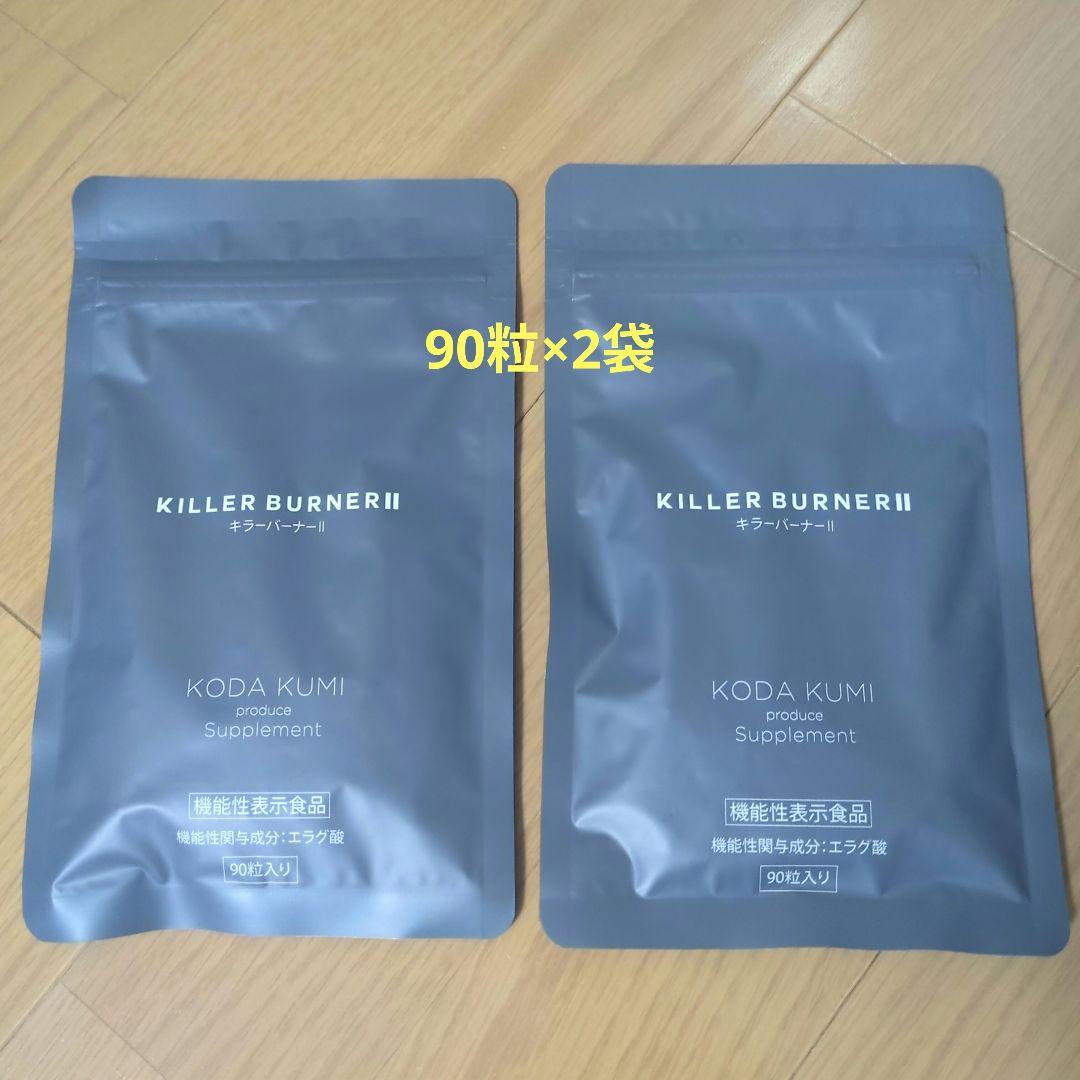 90粒×2袋
KILLER BURNER II
キラーバーナーII
KODA KUMI
produce
Supplement
機能性表示食品
機能性関与成分：エラグ酸
90粒入り
KILLER BURNER II
キラーバーナーII
KODA KUMI
produce
Supplement
機能性表示食品
機能性関与成分：エラグ酸
90粒入り